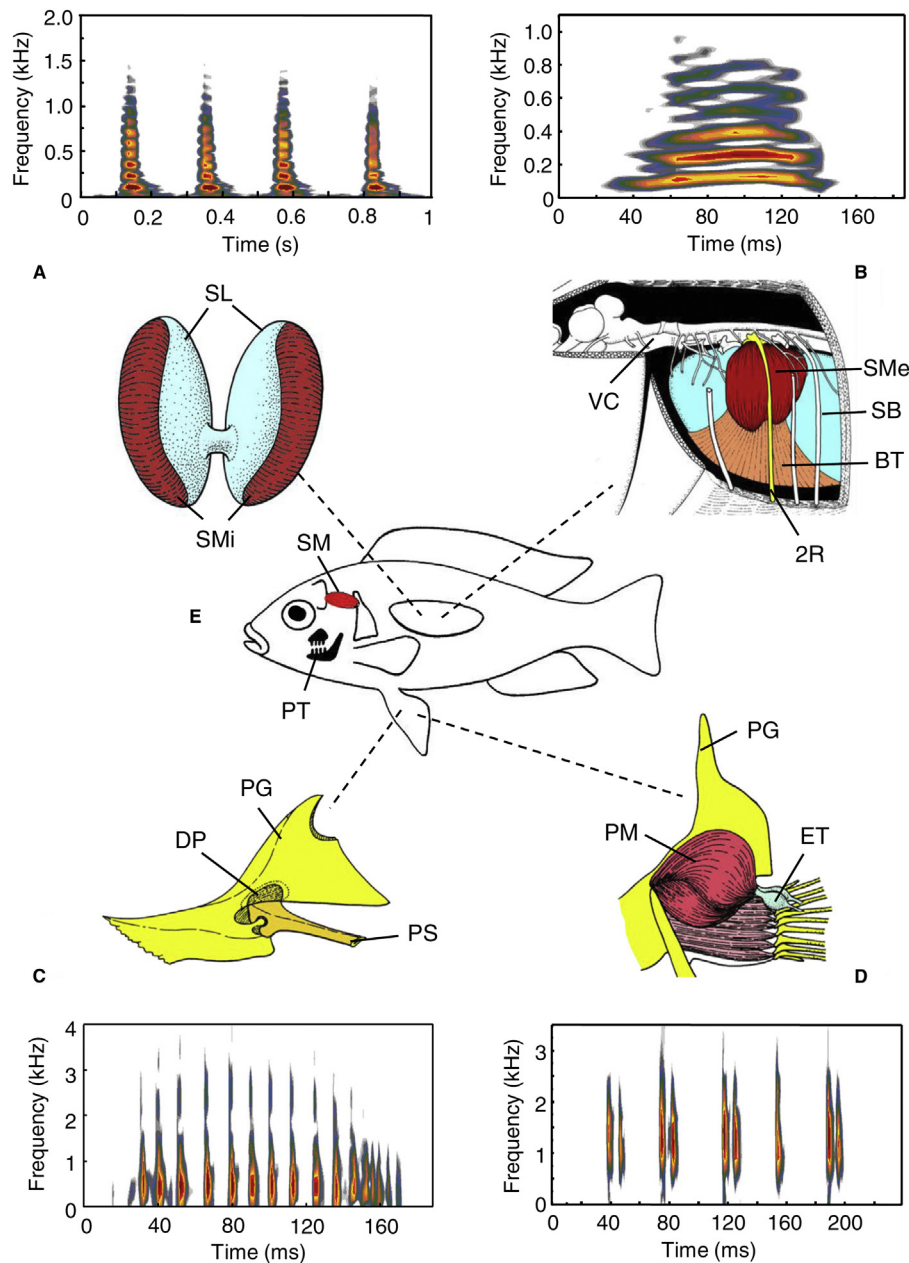 2.0
1.5
1.0
0.5
0
Frequency (kHz)
0 0.2 0.4 0.6 0.8 1
Time (s)
1.0
0.8
0.6
0.4
0.2
0
Frequency (kHz)
0 40 80 120 160
Time (ms)
A
B
SL
SMi
VC
SMe
SB
BT
2R
SM
E
PT
PG
DP
PS
PG
PM
ET
C
D
4
3
2
1
0
Frequency (kHz)
0 40 80 120 160
Time (ms)
3
2
1
0
Frequency (kHz)
0 40 80 120 160 200
Time (ms)